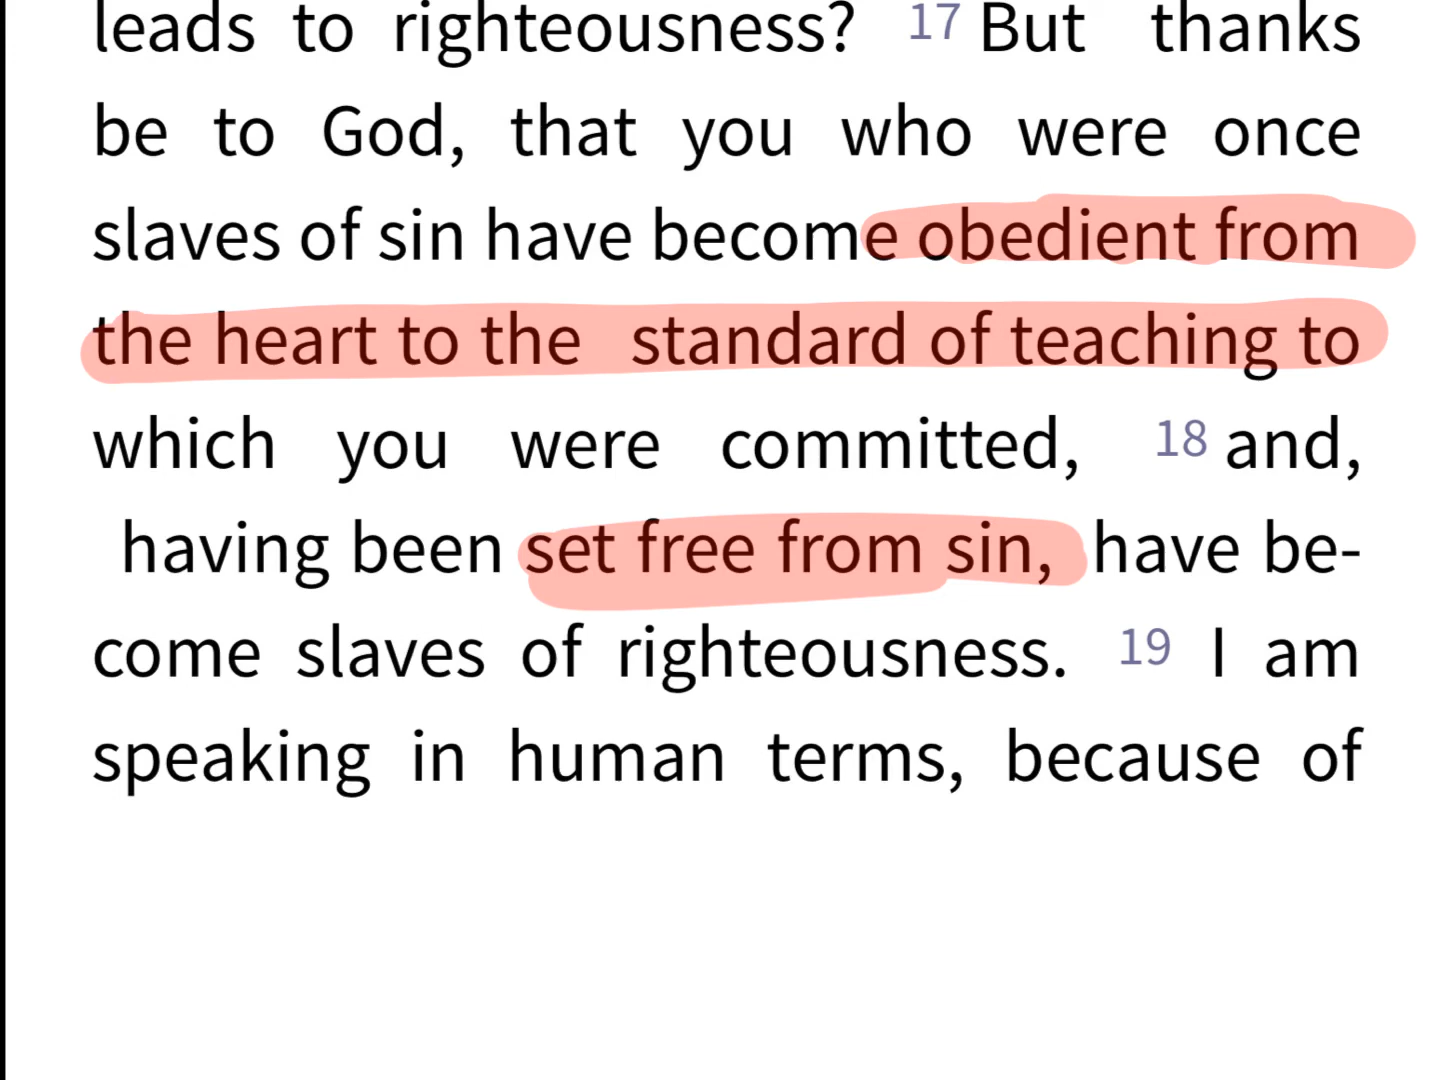 leads to righteousness? 17 But thanks
be to God, that you who were once
slaves of sin have become obedient from
the heart to the standard of teaching to
which you were committed, 18 and,
having been set free from sin, have be-
come slaves of righteousness. 19 I am
speaking in human terms, because of